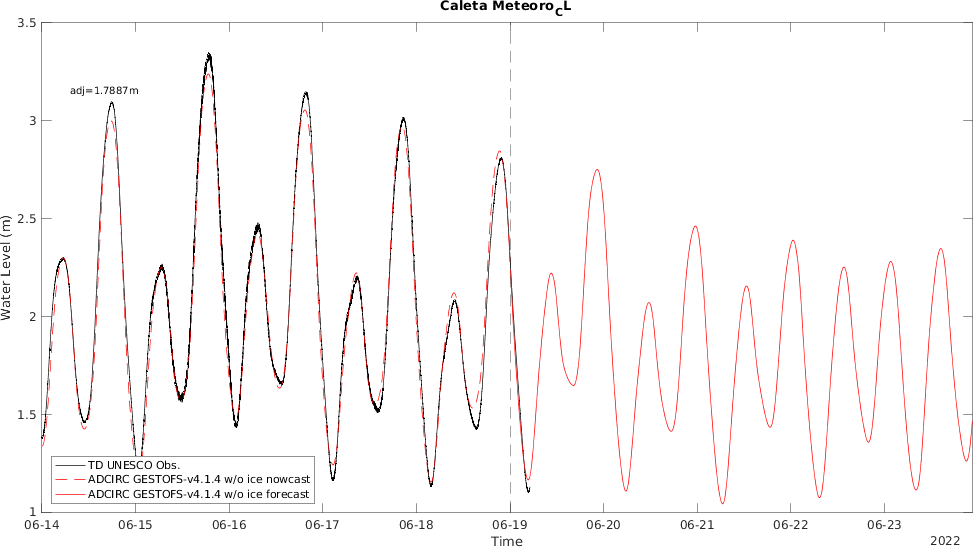 Caleta Meteoro_CL
3.5
adj=1.7887m
3
2.5
Water Level (m)
2
1.5
TD UNESCO Obs.
ADCIRC GESTOFS-v4.1.4 w/o ice nowcast
ADCIRC GESTOFS-v4.1.4 w/o ice forecast
1
06-14 06-15 06-16 06-17 06-18 06-19 06-20 06-21 06-22 06-23
Time
2022